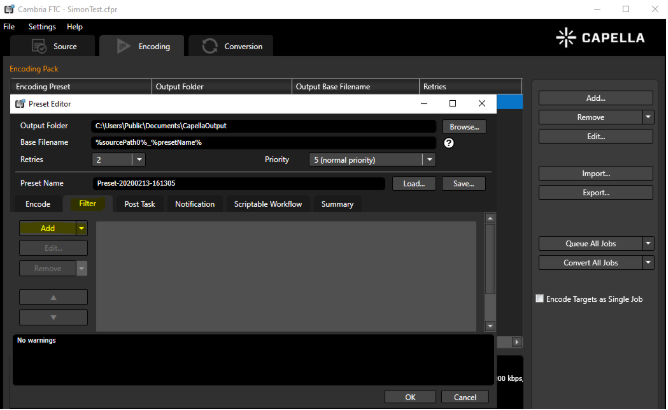 Cambria FTC - SimonTest.cfpr
File Settings Help
Source Encoding Conversion
CAPELLA
Encoding Pack
Encoding Preset Output Folder Output Base Filename Retries
Preset Editor
Output Folder C:\Users\Public\Documents\CapellaOutput Browse...
Base Filename %sourcePath0%_%presetName% ?
Retries 2 Priority 5 (normal priority)
Preset Name Preset-20200213-161305 Load... Save...
Encode Filter Post Task Notification Scriptable Workflow Summary
Add
Edit...
Remove
No warnings
OK Cancel
00 kbps,
Add...
Remove
Edit...
Import...
Export...
Queue All Jobs
Convert All Jobs
Encode Targets as Single Job